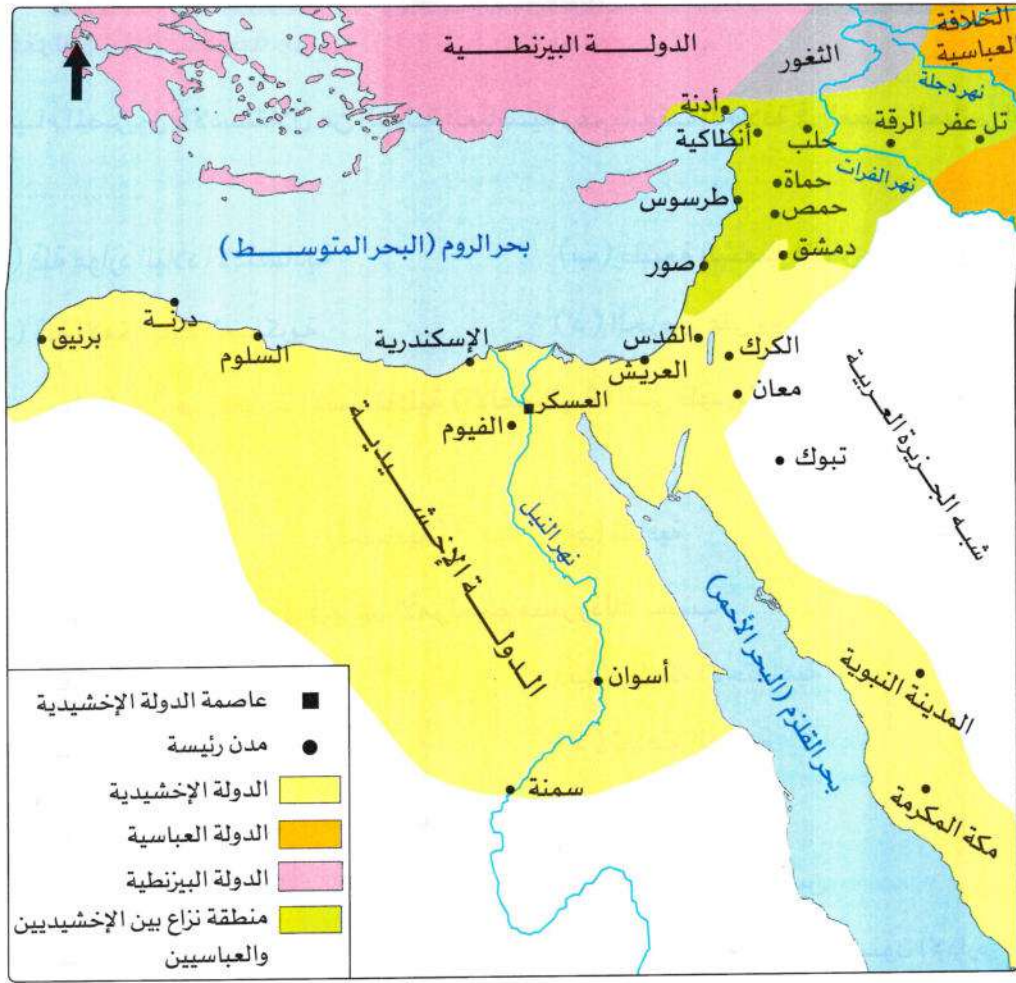 الدولة البيزنطية
الثغور
الخلافة
العباسية
نهر دجلة
أدنة
أنطاكية
حلب
الرقة
تل عفر
نهر الفرات
حماة
طرسوس
حمص
دمشق
صور
بحر الروم (البحر المتوسط)
برنيق
درنة
السلوم
الإسكندرية
القدس
العريش
الكرك
معان
العسكر
الفيوم
تبوك
شبه الجزيرة العربية
الدولة الإخشيدية
نهر النيل
بحر القلزم (البحر الأحمر)
أسوان
المدينة النبوية
سمنة
مكة المكرمة
عاصمة الدولة الإخشيدية
مدن رئيسة
الدولة الإخشيدية
الدولة العباسية
الدولة البيزنطية
منطقة نزاع بين الإخشيديين
والعباسيين